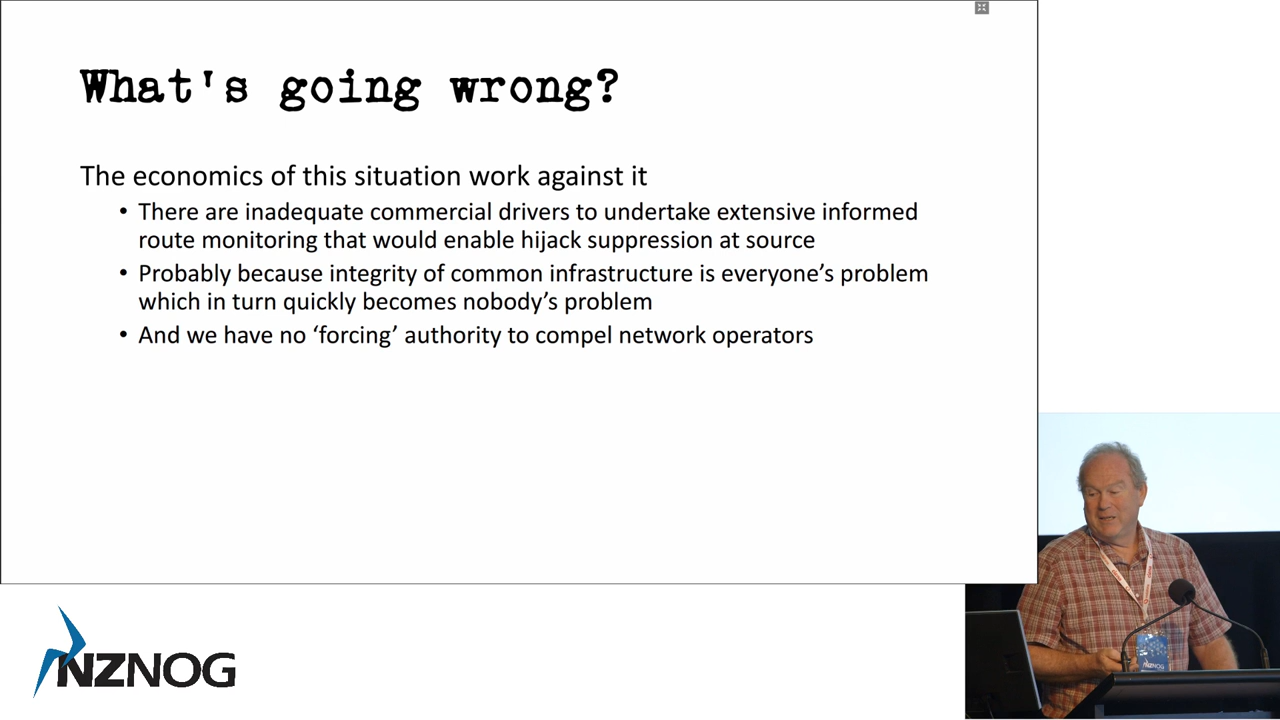 What's going wrong?
The economics of this situation work against it
• There are inadequate commercial drivers to undertake extensive informed
route monitoring that would enable hijack suppression at source
• Probably because integrity of common infrastructure is everyone’s problem
which in turn quickly becomes nobody’s problem
• And we have no ‘forcing’ authority to compel network operators
NZNOG
NZNOG